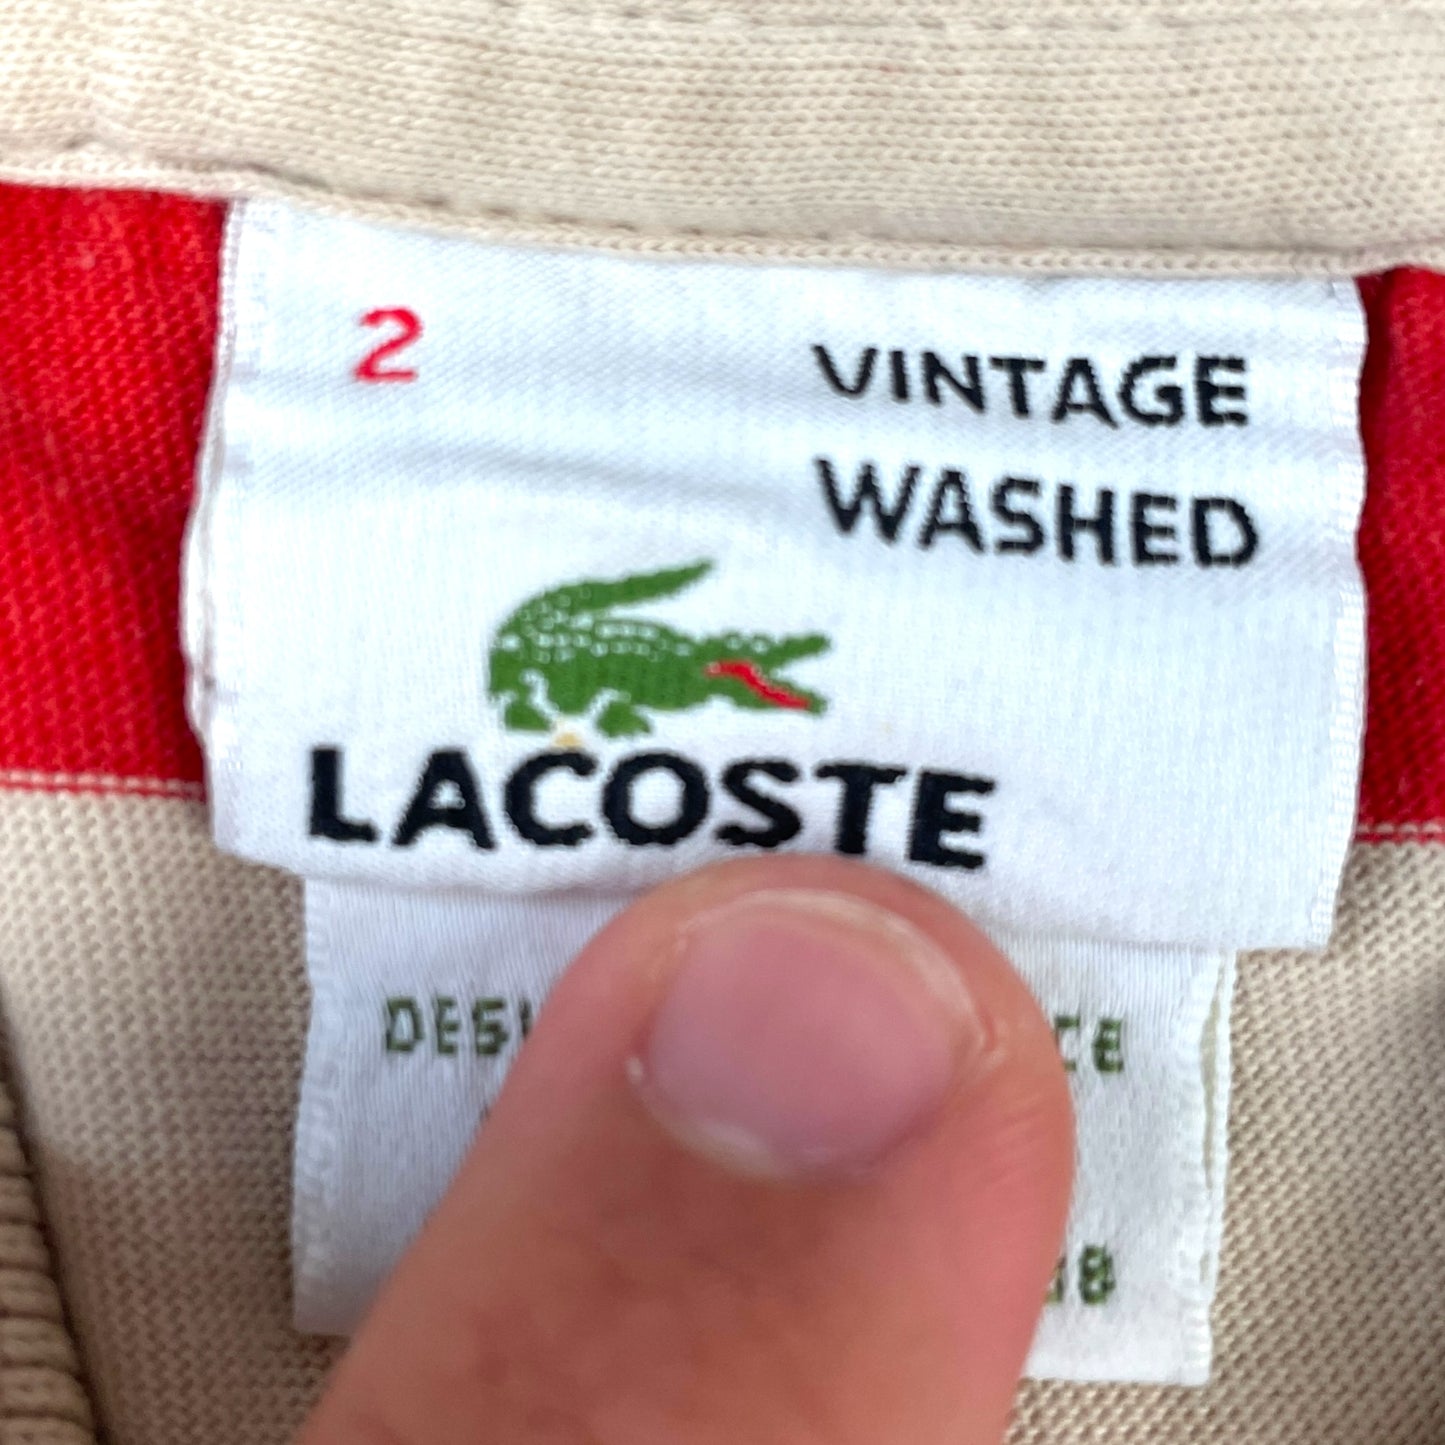 2
VINTAGE
WASHED
LACOSTE